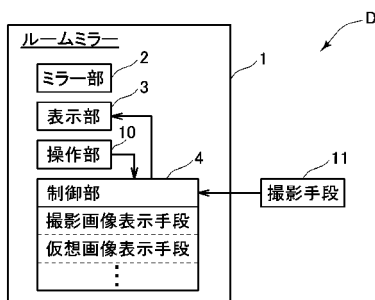 D
ルームミラー
1
2
ミラー部
3
表示部
10
操作部
4
11
制御部
撮影手段
撮影画像表示手段
仮想画像表示手段
⋮